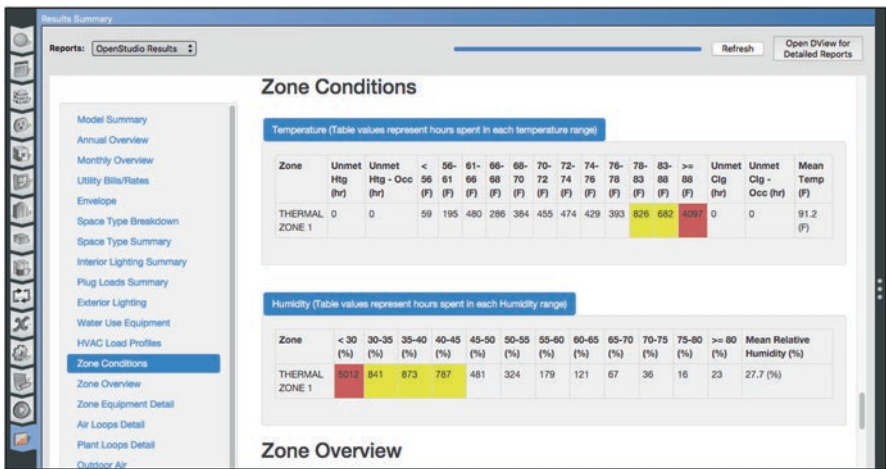 Results Summary
Reports: OpenStudio Results Refresh Open DView for
Detailed Reports
Model Summary
Annual Overview
Monthly Overview
Utility Bills/Rates
Envelope
Space Type Breakdown
Space Type Summary
Interior Lighting Summary
Plug Loads Summary
Exterior Lighting
Water Use Equipment
HVAC Load Profiles
Zone Conditions
Zone Overview
Zone Equipment Detail
Air Loops Detail
Plant Loops Detail
Outdoor Air
Zone Conditions
Temperature (Table values represent hours spent in each temperature range)
Zone Unmet Unmet < 56- 61- 66- 68- 70- 72- 74- 76- 78- 83- >= Unmet Unmet Mean
Htg Htg - Occ 56 61 66 68 70 72 74 76 78 83 88 88 Clg Clg - Temp
(hr) (hr) (F) (F) (F) (F) (F) (F) (F) (F) (F) (F) (F) (F) (hr) Occ (hr) (F)
THERMAL 0 0 59 195 480 286 384 455 474 429 393 826 682 4097 0 0 91.2
ZONE 1 (F)
Humidity (Table values represent hours spent in each Humidity range)
Zone < 30 30-35 35-40 40-45 45-50 50-55 55-60 60-65 65-70 70-75 75-80 >= 80 Mean Relative
(%) (%) (%) (%) (%) (%) (%) (%) (%) (%) (%) (%) Humidity (%)
THERMAL 5012 841 873 787 481 324 179 121 67 36 16 23 27.7 (%)
ZONE 1
Zone Overview